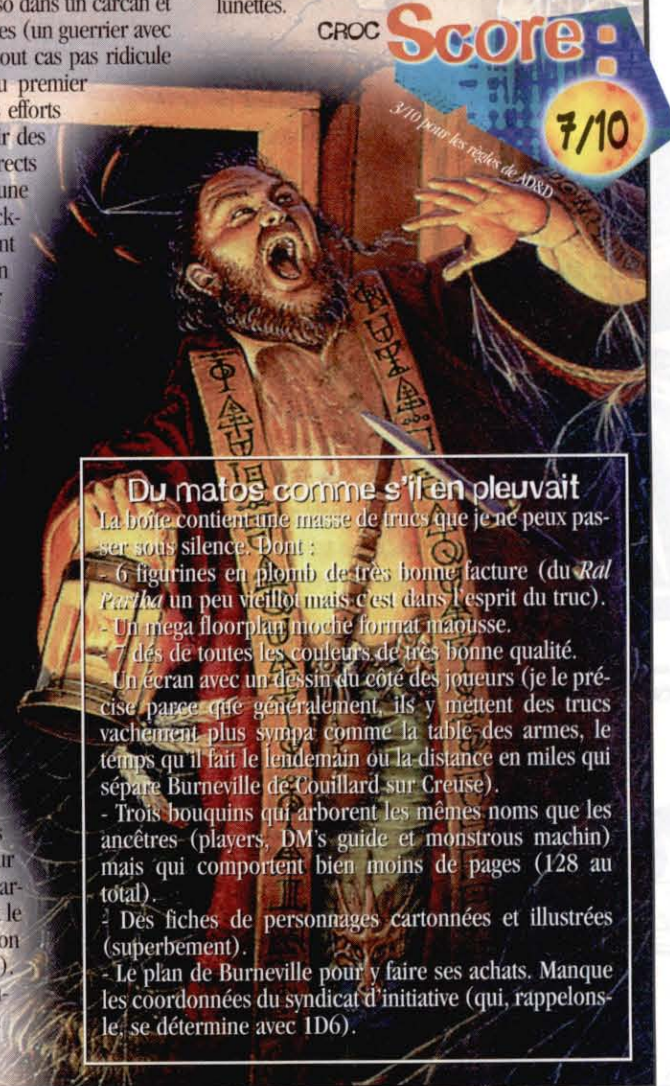 so dans un carcan et
es (un guerrier avec
out cas pas ridicule
u premier
efforts
r des
rects
une
ck-
nt
n
lunettes.
CROC
Score :
7/10
3/10 pour les règles de AD&D
Du matos comme s'il en pleuvait
La boîte contient une masse de trucs que je ne peux pas-
ser sous silence. Dont :
- 6 figurines en plomb de très bonne facture (du Ral
Partha un peu vieillot mais c'est dans l'esprit du truc).
- Un mega floorplan moche format maousse.
- 7 dés de toutes les couleurs de très bonne qualité.
- Un écran avec un dessin du côté des joueurs (je le pré-
cise parce que généralement, ils y mettent des trucs
vachement plus sympa comme la table des armes, le
temps qu'il fait le lendemain ou la distance en miles qui
sépare Burneville de Couillard sur Creuse).
- Trois bouquins qui arborent les mêmes noms que les
ancêtres (players, DM's guide et monstrous machin)
mais qui comportent bien moins de pages (128 au
total).
- Des fiches de personnages cartonnées et illustrées
(superbement).
- Le plan de Burneville pour y faire ses achats. Manque
les coordonnées du syndicat d'initiative (qui, rappelons-
le, se détermine avec 1D6).
ur
ar-
le
on
).